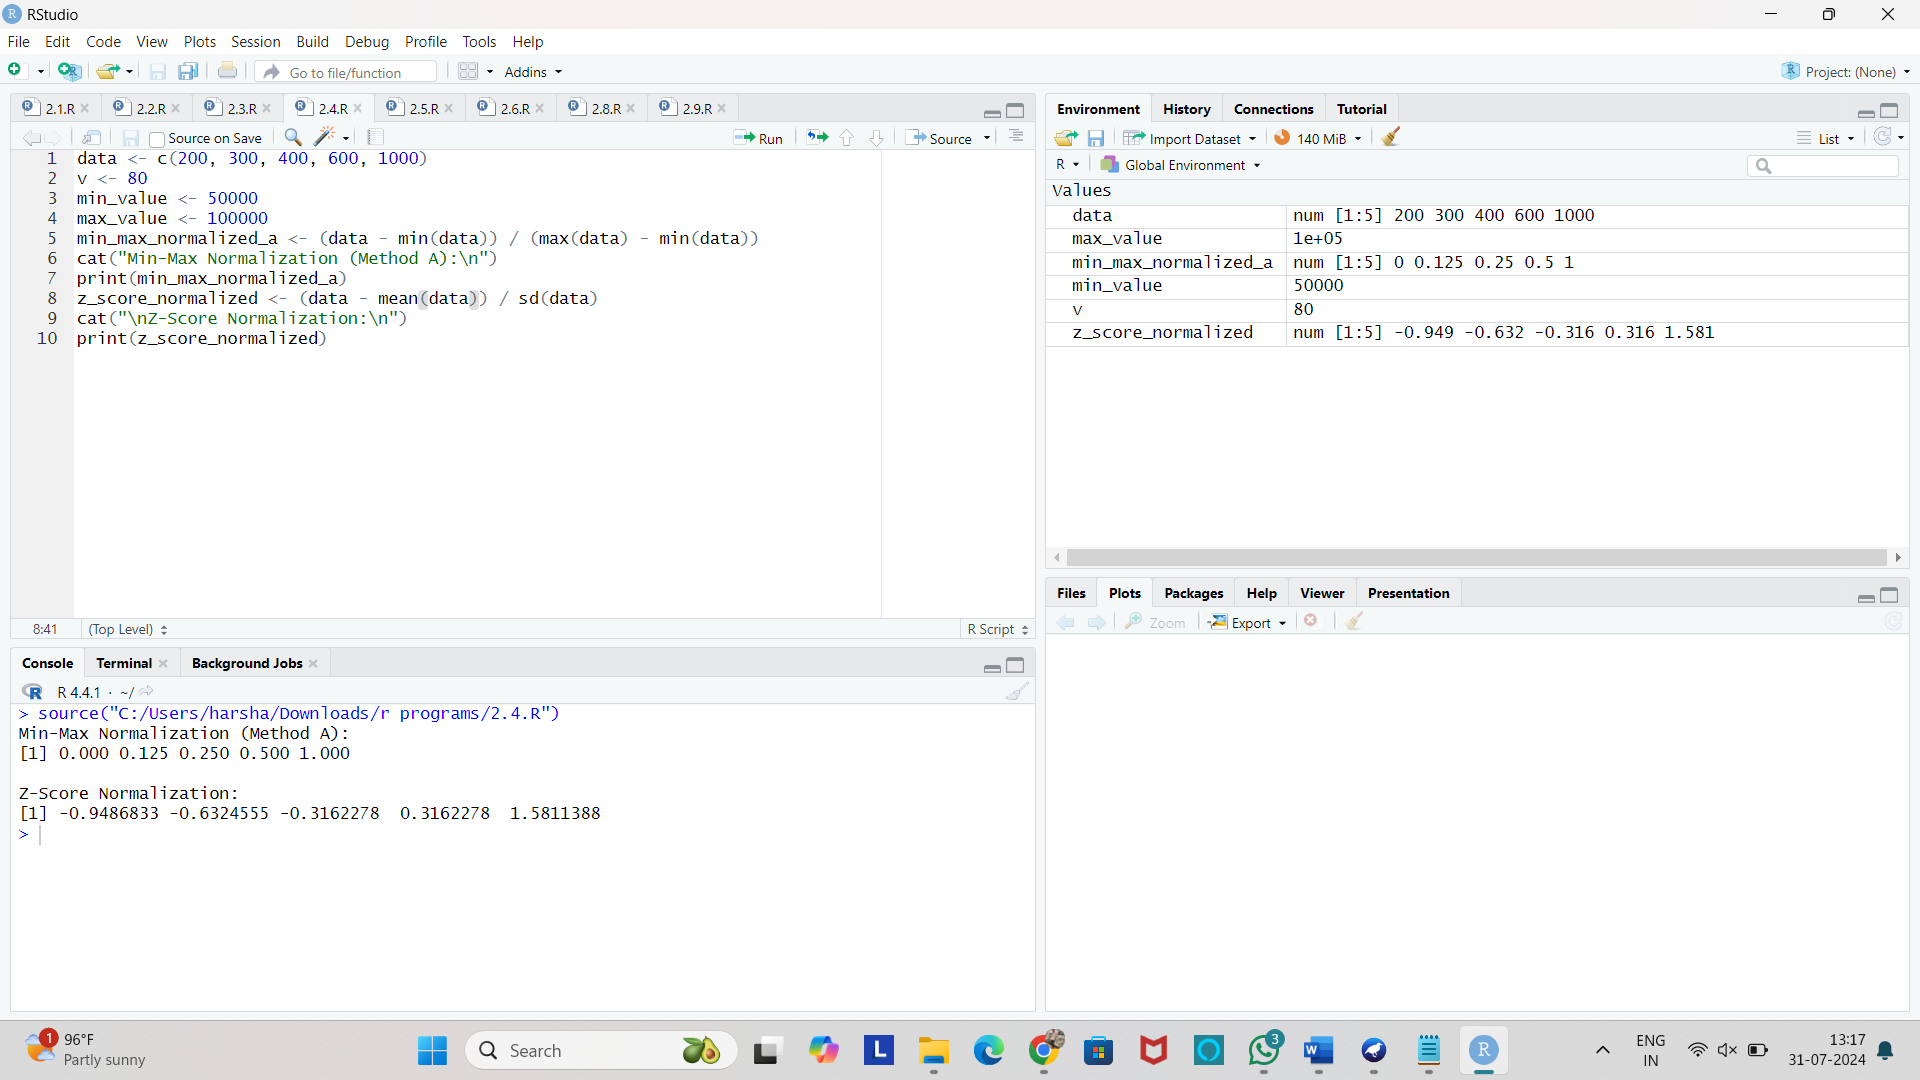 RStudio
File Edit Code View Plots Session Build Debug Profile Tools Help
Go to file/function Addins Project: (None)
2.1.R 2.2.R 2.3.R 2.4.R 2.5.R 2.6.R 2.8.R 2.9.R
Source on Save Run Source
1 data <- c(200, 300, 400, 600, 1000)
2 v <- 80
3 min_value <- 50000
4 max_value <- 100000
5 min_max_normalized_a <- (data - min(data)) / (max(data) - min(data))
6 cat("Min-Max Normalization (Method A):\n")
7 print(min_max_normalized_a)
8 z_score_normalized <- (data - mean(data)) / sd(data)
9 cat("\nZ-Score Normalization:\n")
10 print(z_score_normalized)
8:41 (Top Level) R Script
Console Terminal Background Jobs
R R 4.4.1 · ~/
> source("C:/Users/harsha/Downloads/r programs/2.4.R")
Min-Max Normalization (Method A):
[1] 0.000 0.125 0.250 0.500 1.000
Z-Score Normalization:
[1] -0.9486833 -0.6324555 -0.3162278  0.3162278  1.5811388
>
Environment History Connections Tutorial
Import Dataset 140 MiB List
R Global Environment
Values
data num [1:5] 200 300 400 600 1000
max_value 1e+05
min_max_normalized_a num [1:5] 0 0.125 0.25 0.5 1
min_value 50000
v 80
z_score_normalized num [1:5] -0.949 -0.632 -0.316 0.316 1.581
Files Plots Packages Help Viewer Presentation
Zoom Export
1 96°F
Partly sunny
Search
L
3
W
R
ENG
IN
13:17
31-07-2024